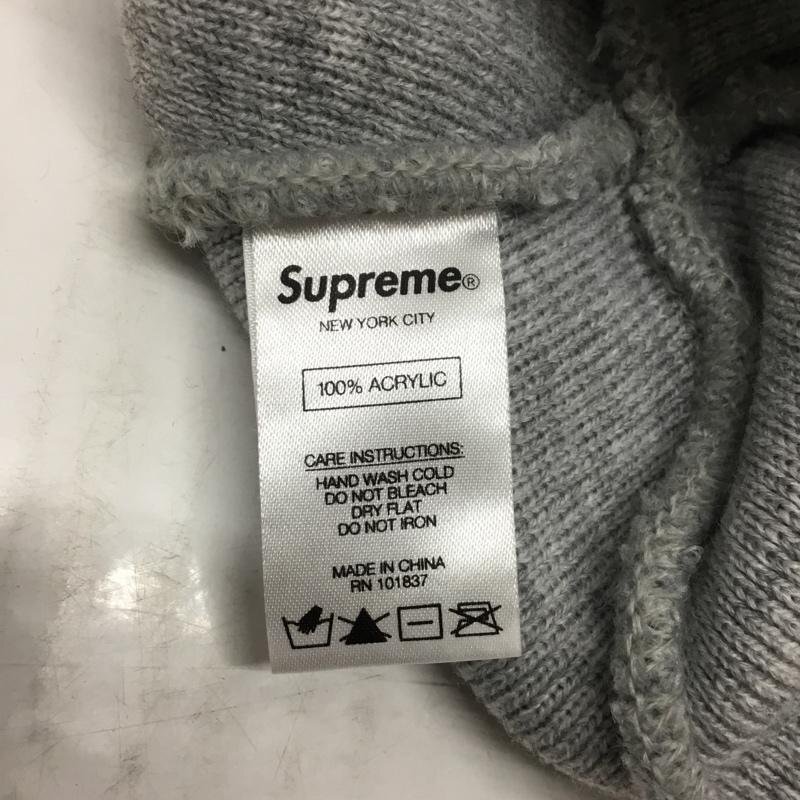 Supreme®
NEW YORK CITY
100% ACRYLIC
CARE INSTRUCTIONS:
HAND WASH COLD
DO NOT BLEACH
DRY FLAT
DO NOT IRON
MADE IN CHINA
RN 101837